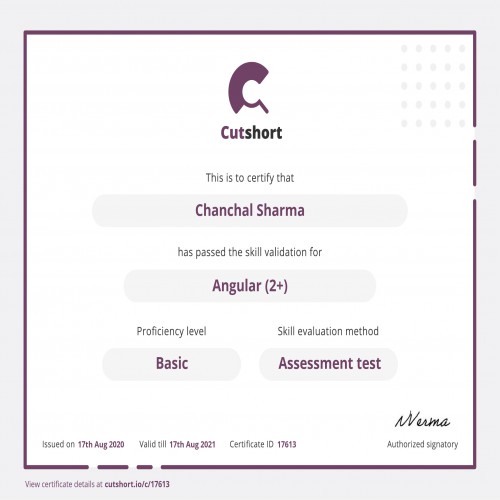 Cutshort
This is to certify that
Chanchal Sharma
has passed the skill validation for
Angular (2+)
Proficiency level Skill evaluation method
Basic Assessment test
NVerma
Issued on 17th Aug 2020 Valid till 17th Aug 2021 Certificate ID 17613 Authorized signatory
View certificate details at cutshort.io/c/17613